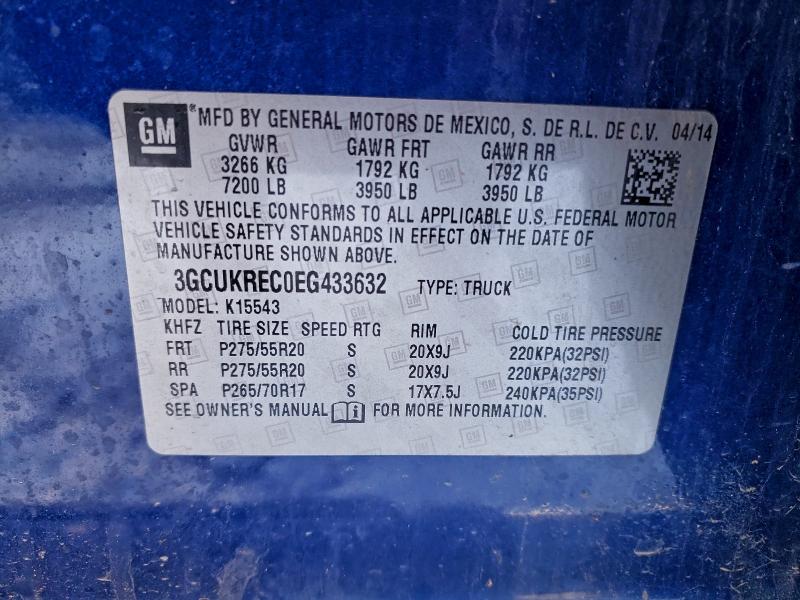 GM ®MFD BY GENERAL MOTORS DE MEXICO, S. DE R.L. DE C.V. 04/14
GVWR GAWR FRT GAWR RR
3266 KG 1792 KG 1792 KG
7200 LB 3950 LB 3950 LB
THIS VEHICLE CONFORMS TO ALL APPLICABLE U.S. FEDERAL MOTOR
VEHICLE SAFETY STANDARDS IN EFFECT ON THE DATE OF
MANUFACTURE SHOWN ABOVE.
3GCUKREC0EG433632 TYPE: TRUCK
MODEL: K15543
KHFZ TIRE SIZE SPEED RTG RIM COLD TIRE PRESSURE
FRT P275/55R20 S 20X9J 220KPA(32PSI)
RR P275/55R20 S 20X9J 220KPA(32PSI)
SPA P265/70R17 S 17X7.5J 240KPA(35PSI)
SEE OWNER'S MANUAL FOR MORE INFORMATION.